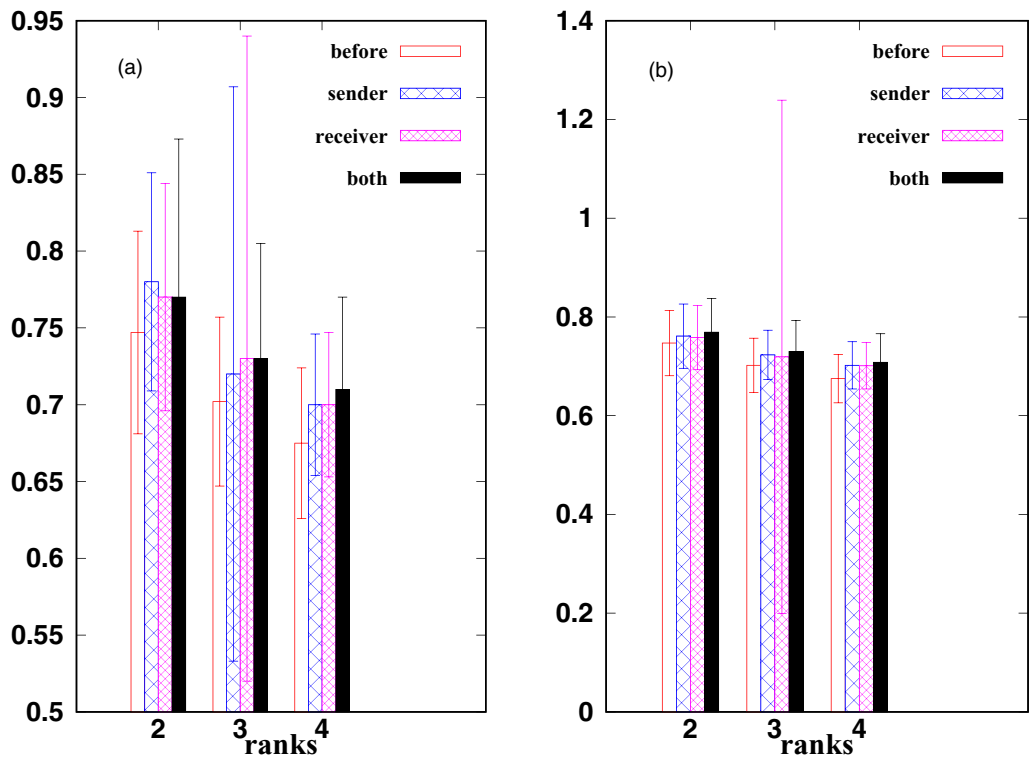 0.95
0.9
0.85
0.8
0.75
0.7
0.65
0.6
0.55
0.5
(a)
before
sender
receiver
both
2 3 4
ranks
1.4
1.2
1
0.8
0.6
0.4
0.2
0
(b)
before
sender
receiver
both
2 3 4
ranks